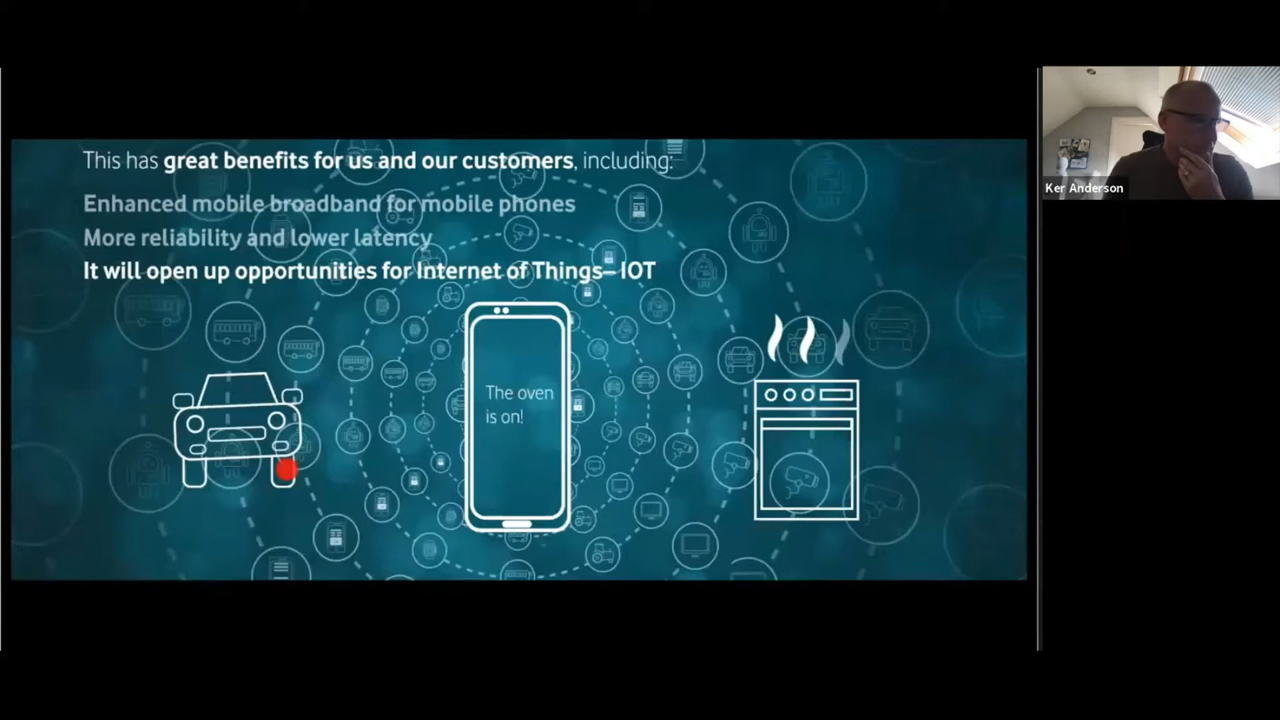 This has great benefits for us and our customers, including:
Enhanced mobile broadband for mobile phones
More reliability and lower latency
It will open up opportunities for Internet of Things– IOT
The oven
is on!
Ker Anderson